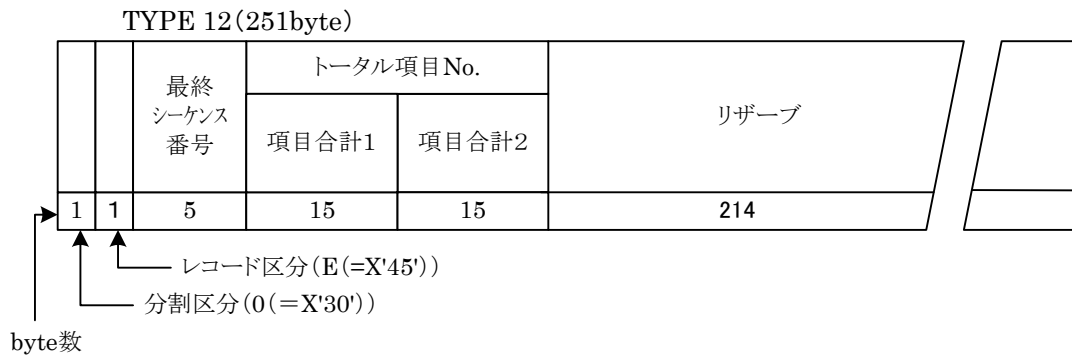 TYPE 12(251byte)
最終
シーケンス
番号
トータル項目No.
項目合計1
項目合計2
リザーブ
1
1
5
15
15
214
レコード区分(E(=X'45'))
分割区分(0(＝X'30'))
byte数